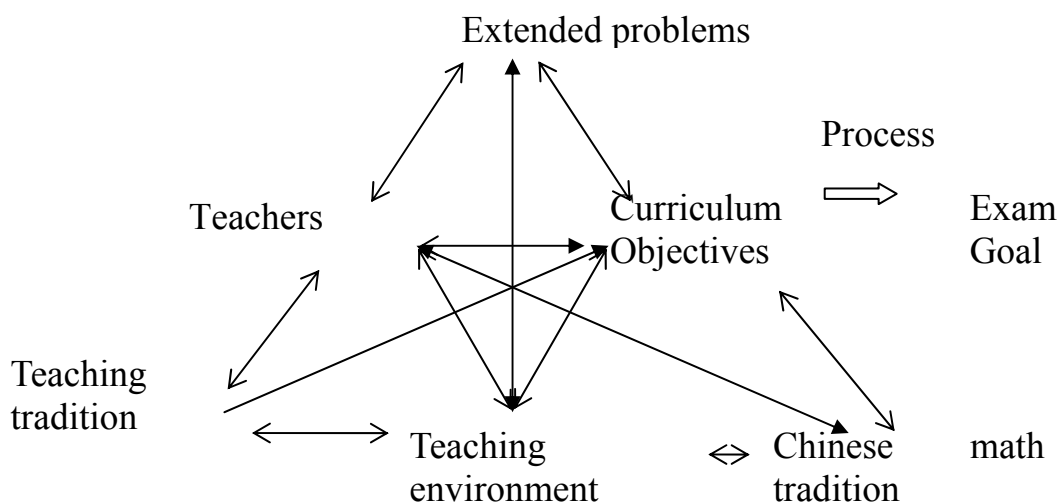 Extended problems
Process
Teachers
Curriculum
Objectives
Exam
Goal
Teaching
tradition
Teaching
environment
Chinese math
tradition